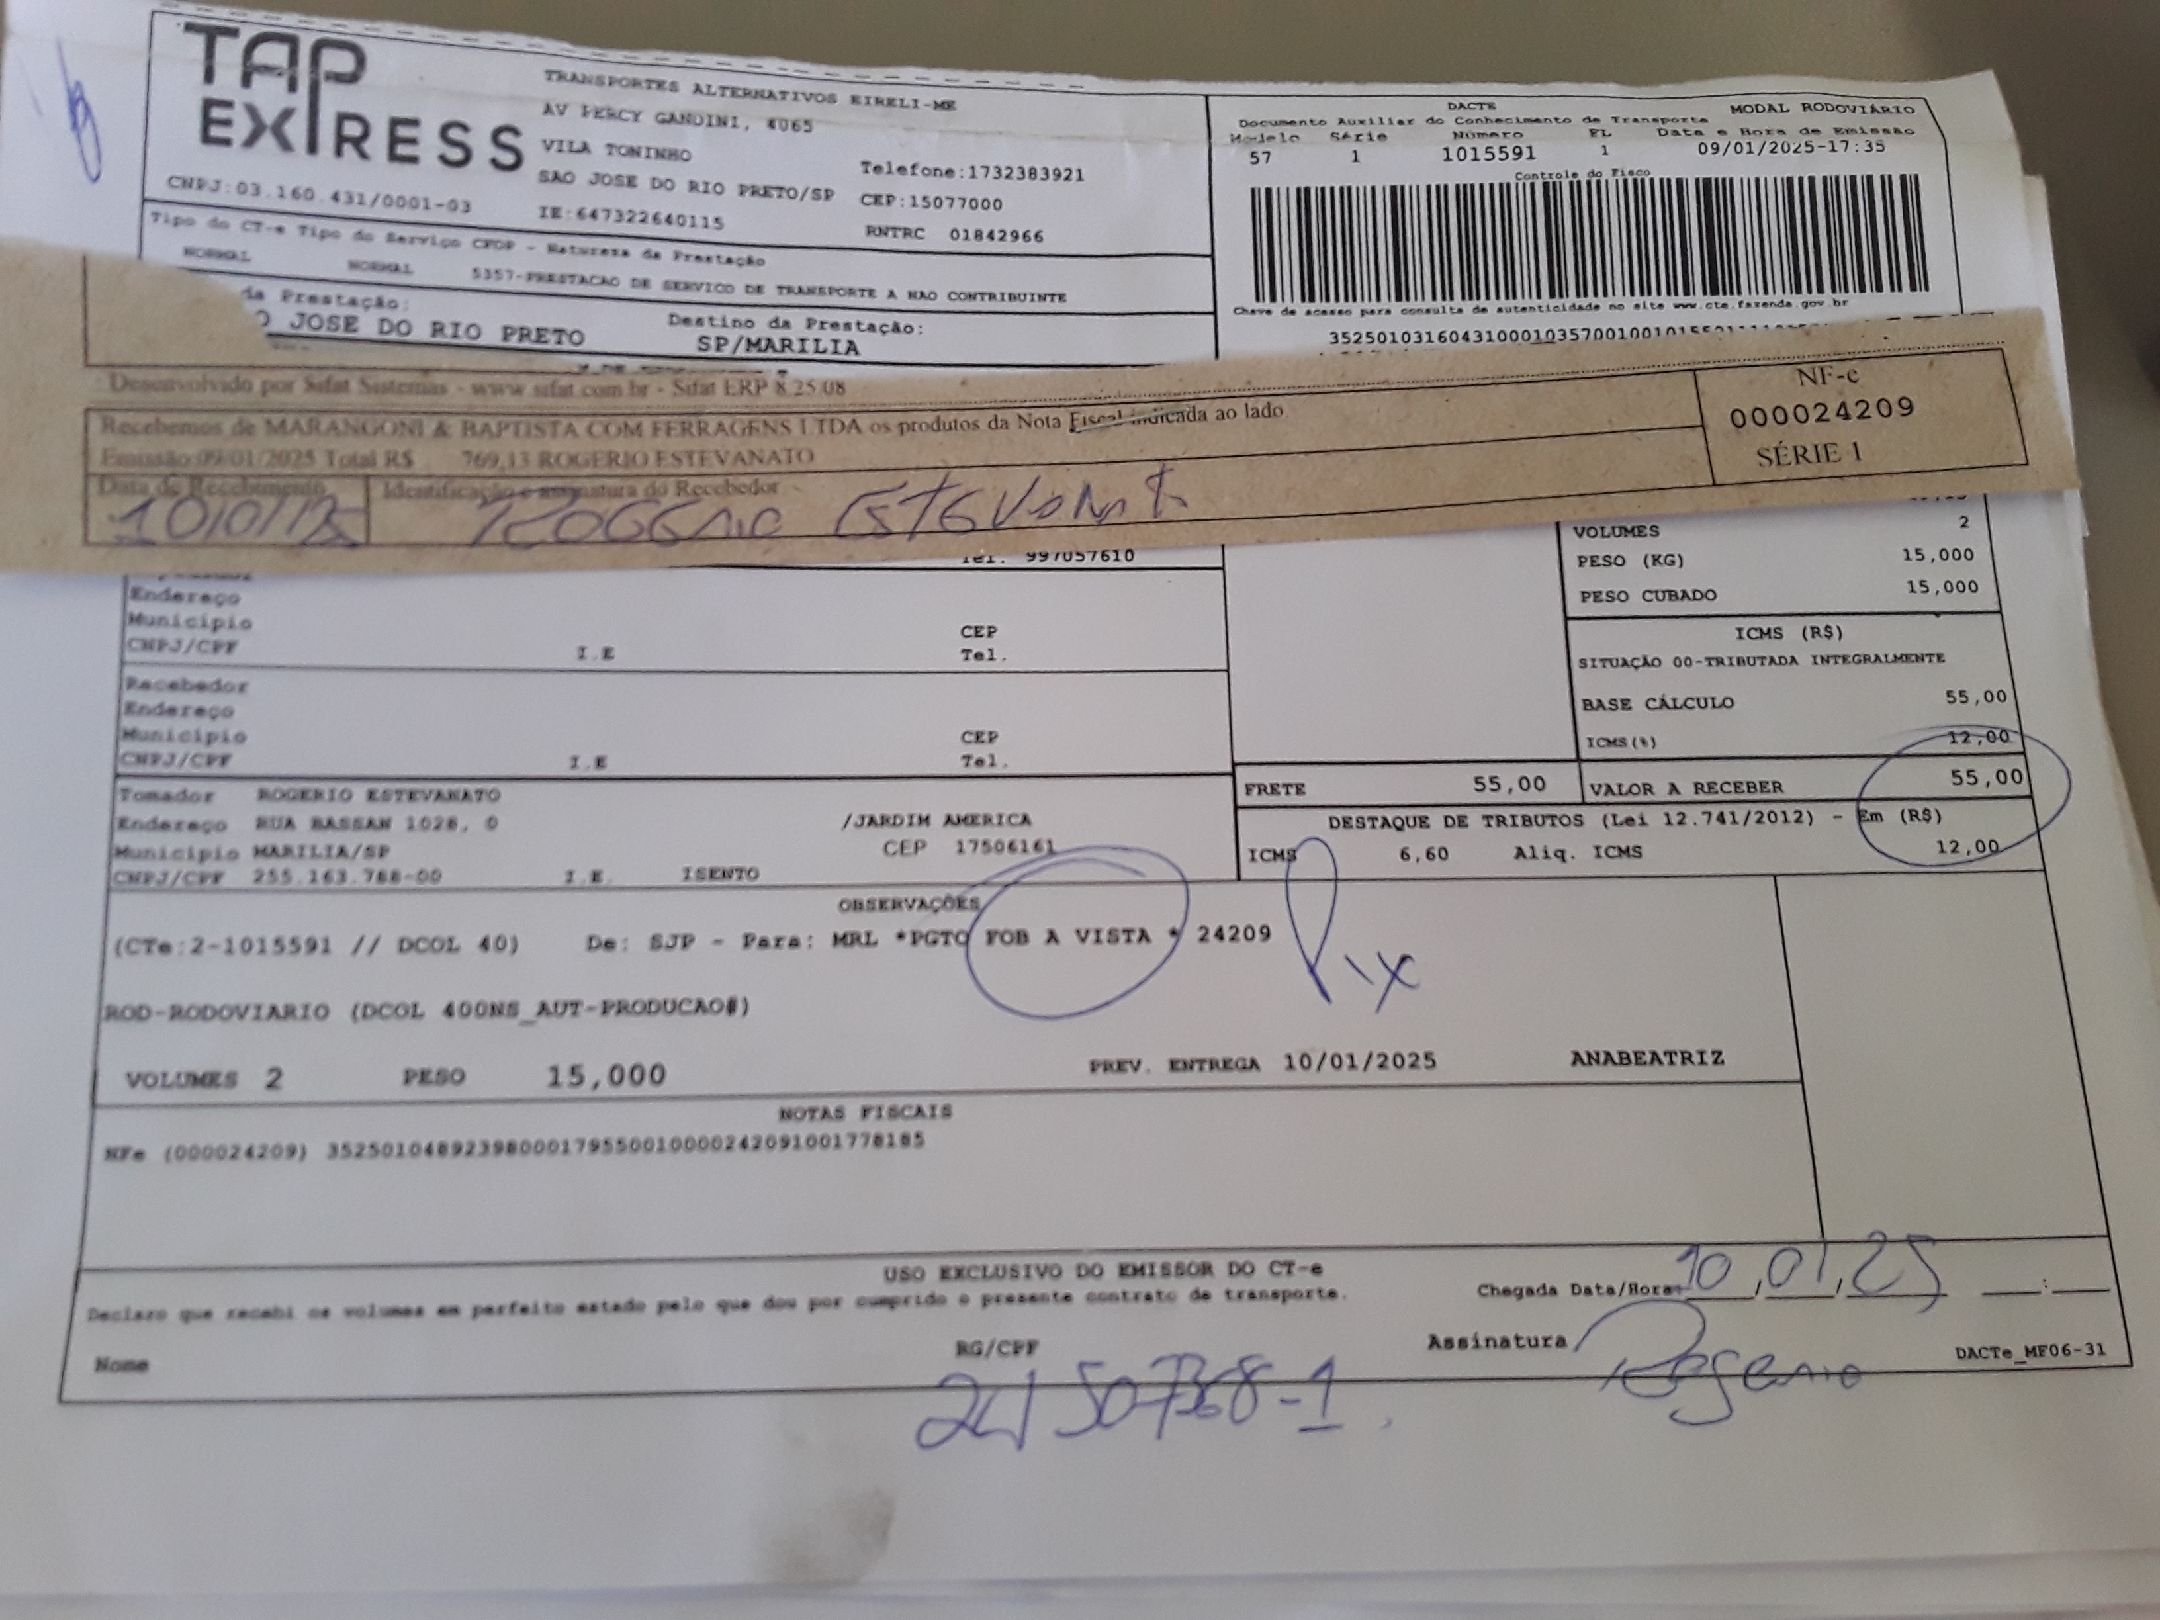 TAP
EXPRESS
TRANSPORTES ALTERNATIVOS EIRELI-ME
AV PERCY GANDINI, 4065
VILA TONINHO
SAO JOSE DO RIO PRETO/SP
IE:647322640115
Telefone:1732383921
CEP:15077000
RNTRC 01842966
CNPJ:03.160.431/0001-03
DACTE
MODAL RODOVIÁRIO
Documento Auxiliar do Conhecimento de Transporte
Modelo Série Número FL Data e Hora de Emissão
57 1 1015591 1 09/01/2025-17:35
Controle do Fisco
Chave de acesso para consulta de autenticidade no site www.cte.fazenda.gov.br
Tipo do CT-e Tipo do Serviço CFOP - Natureza da Prestação
NORMAL NORMAL 5357-PRESTACAO DE SERVICO DE TRANSPORTE A NAO CONTRIBUINTE
da Prestação: Destino da Prestação:
O JOSE DO RIO PRETO SP/MARILIA
Desenvolvido por Sifat Sistemas - www.sifat.com.br - Sifat ERP 8.25.08
Recebemos de MARANGONI & BAPTISTA COM FERRAGENS LTDA os produtos da Nota Fiscal indicada ao lado
Emissão:09/01/2025 Total R$ 769,13 ROGERIO ESTEVANATO
Data de Recebimento Identificação e assinatura do Recebedor
NF-e
000024209
SÉRIE 1
Tel. 997057610
VOLUMES 2
PESO (KG) 15,000
PESO CUBADO 15,000
ICMS (R$)
SITUAÇÃO 00-TRIBUTADA INTEGRALMENTE
BASE CÁLCULO 55,00
ICMS(%) 12,00
Endereço
Município CEP
CNPJ/CPF I.E Tel.
Recebedor
Endereço
Município CEP
CNPJ/CPF I.E Tel.
FRETE 55,00 VALOR A RECEBER 55,00
DESTAQUE DE TRIBUTOS (Lei 12.741/2012) - Em (R$)
ICMS 6,60 Aliq. ICMS 12,00
Tomador ROGERIO ESTEVANATO
Endereço RUA BASSAN 1028, 0 /JARDIM AMERICA
Município MARILIA/SP CEP 17506161
CNPJ/CPF 255.163.768-00 I.E. ISENTO
OBSERVAÇÕES
(CTe:2-1015591 // DCOL 40) De: SJP - Para: MRL *PGTO FOB A VISTA * 24209
Pix
ROD-RODOVIARIO (DCOL 400NS_AUT-PRODUCAO#)
VOLUMES 2 PESO 15,000 PREV. ENTREGA 10/01/2025 ANABEATRIZ
NOTAS FISCAIS
NFe (000024209) 35250104892398000179550010000242091001778185
USO EXCLUSIVO DO EMISSOR DO CT-e
Declaro que recebi os volumes em perfeito estado pelo que dou por cumprido o presente contrato de transporte.
Chegada Data/Hora: 10/01/25
Nome RG/CPF Assinatura Rogerio
DACTe_MF06-31